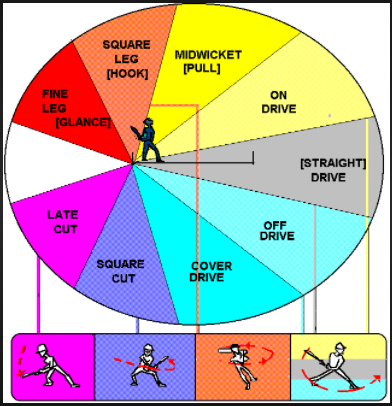 SQUARE
LEG
[HOOK]
MIDWICKET
[PULL]
FINE
LEG
[GLANCE]
ON
DRIVE
[STRAIGHT]
DRIVE
OFF
DRIVE
COVER
DRIVE
SQUARE
CUT
LATE
CUT